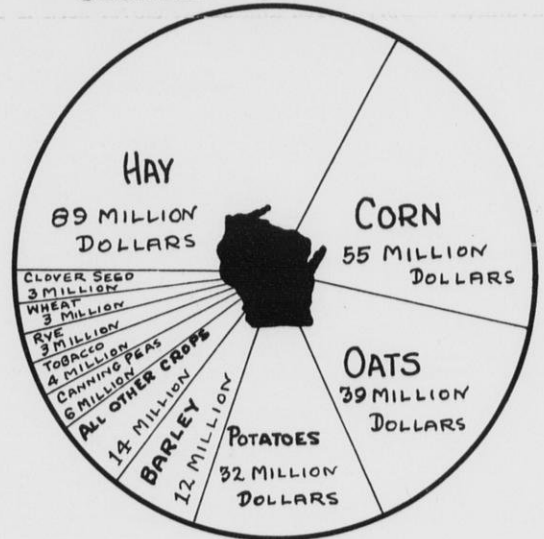 HAY
89 MILLION
DOLLARS
CORN
55 MILLION
DOLLARS
OATS
39 MILLION
DOLLARS
POTATOES
32 MILLION
DOLLARS
BARLEY
12 MILLION
ALL OTHER CROPS
14 MILLION
CANNING PEAS
6 MILLION
TOBACCO
4 MILLION
RYE
3 MILLION
WHEAT
3 MILLION
CLOVER SEED
3 MILLION